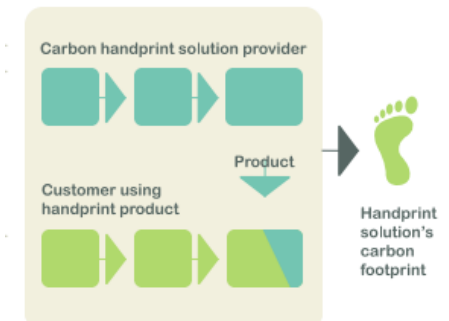 Carbon handprint solution provider
Product
Customer using
handprint product
Handprint
solution's
carbon
footprint